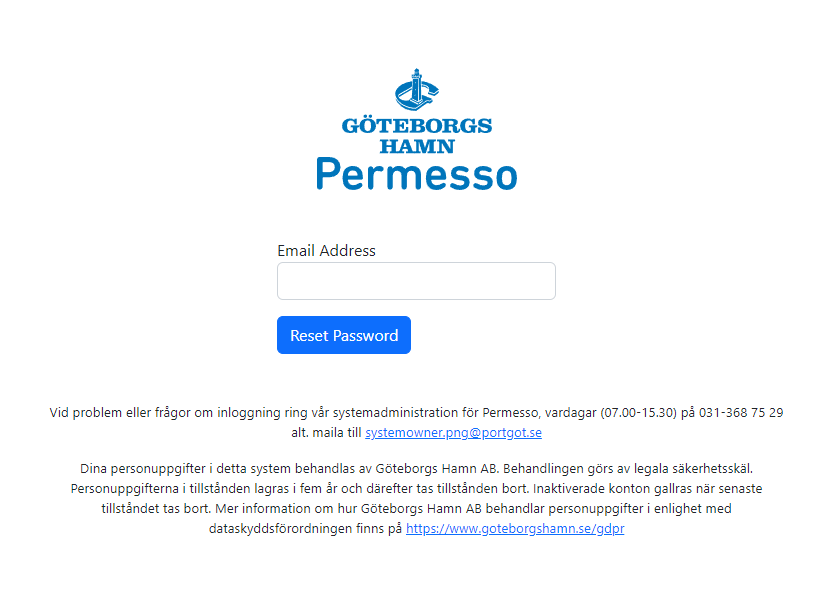 GÖTEBORGS
HAMN
Permesso
Email Address
Reset Password
Vid problem eller frågor om inloggning ring vår systemadministration för Permesso, vardagar (07.00-15.30) på 031-368 75 29
alt. maila till systemowner.png@portgot.se
Dina personuppgifter i detta system behandlas av Göteborgs Hamn AB. Behandlingen görs av legala säkerhetsskäl.
Personuppgifterna i tillstånden lagras i fem år och därefter tas tillstånden bort. Inaktiverade konton gallras när senaste
tillståndet tas bort. Mer information om hur Göteborgs Hamn AB behandlar personuppgifter i enlighet med
dataskyddsförordningen finns på https://www.goteborgshamn.se/gdpr